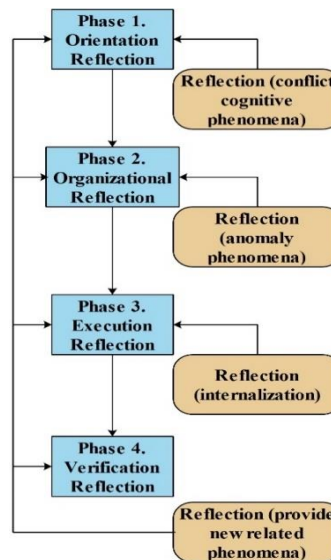 Phase 1.
Orientation
Reflection
Reflection (conflict
cognitive
phenomena)
Phase 2.
Organizational
Reflection
Reflection
(anomaly
phenomena)
Phase 3.
Execution
Reflection
Reflection
(internalization)
Phase 4.
Verification
Reflection
Reflection (provide
new related
phenomena)